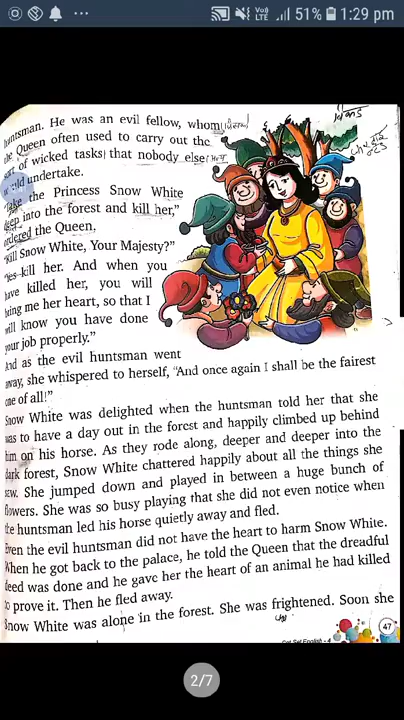 51% 1:29 pm
huntsman. He was an evil fellow, whom
the Queen often used to carry out the
sort of wicked tasks that nobody else
would undertake.
"Take the Princess Snow White
deep into the forest and kill her,"
ordered the Queen.
"Kill Snow White, Your Majesty?"
"Yes-kill her. And when you
have killed her, you will
bring me her heart, so that I
will know you have done
your job properly."
And as the evil huntsman went
away, she whispered to herself, "And once again I shall be the fairest
one of all!"
Snow White was delighted when the huntsman told her that she
was to have a day out in the forest and happily climbed up behind
him on his horse. As they rode along, deeper and deeper into the
dark forest, Snow White chattered happily about all the things she
saw. She jumped down and played in between a huge bunch of
flowers. She was so busy playing that she did not even notice when
the huntsman led his horse quietly away and fled.
Even the evil huntsman did not have the heart to harm Snow White.
When he got back to the palace, he told the Queen that the dreadful
deed was done and he gave her the heart of an animal he had killed
to prove it. Then he fled away.
Snow White was alone in the forest. She was frightened. Soon she
Get Set English - 4
47
2/7